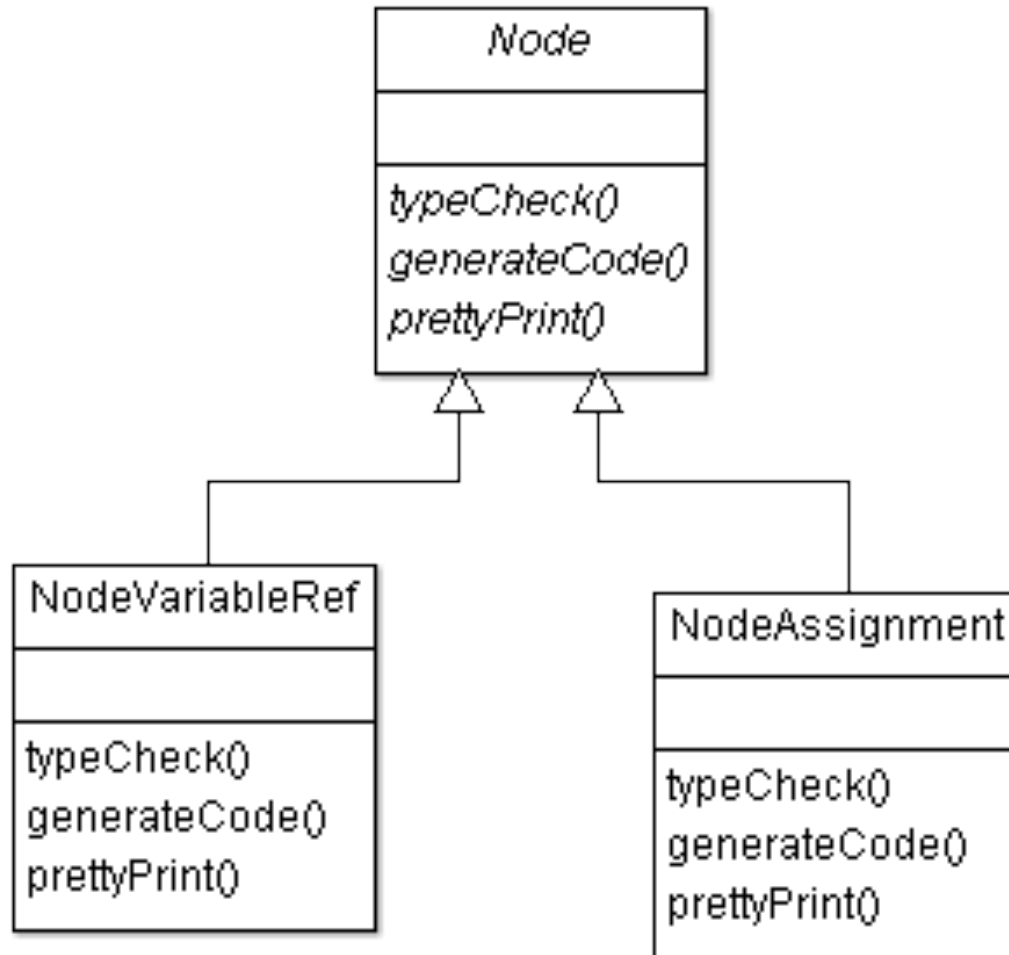 Node
typeCheck()
generateCode()
prettyPrint()
NodeVariableRef
typeCheck()
generateCode()
prettyPrint()
NodeAssignment
typeCheck()
generateCode()
prettyPrint()